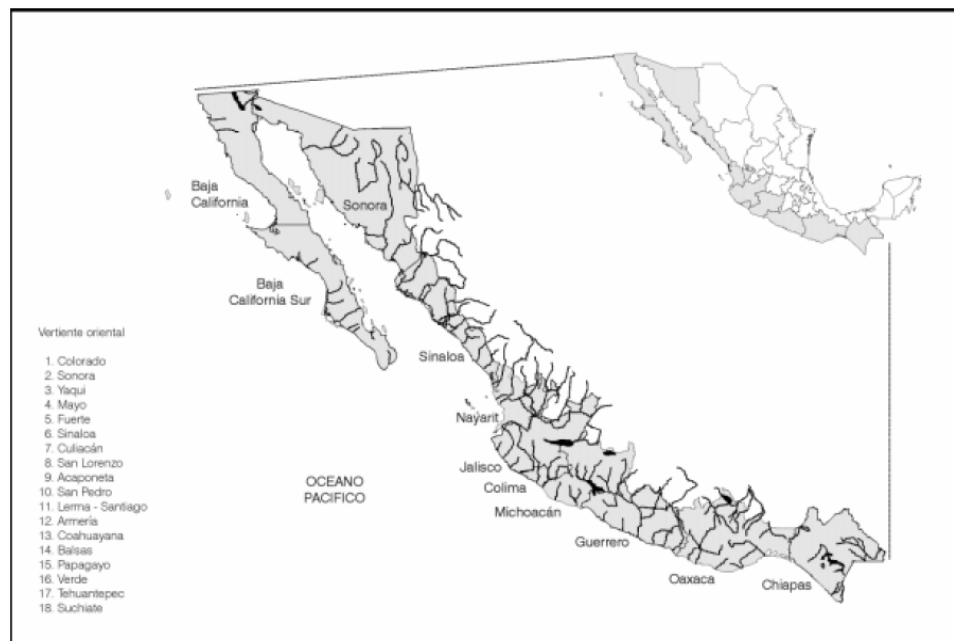 Baja
California
Sonora
Baja
California Sur
Vertiente oriental
1. Colorado
2. Sonora
3. Yaqui
4. Mayo
5. Fuerte
6. Sinaloa
7. Culiacán
8. San Lorenzo
9. Acaponeta
10. San Pedro
11. Lerma - Santiago
12. Armería
13. Coahuayana
14. Balsas
15. Papagayo
16. Verde
17. Tehuantepec
18. Suchiate
Sinaloa
Nayarit
Jalisco
Colima
Michoacán
Guerrero
Oaxaca
Chiapas
OCEANO
PACIFICO